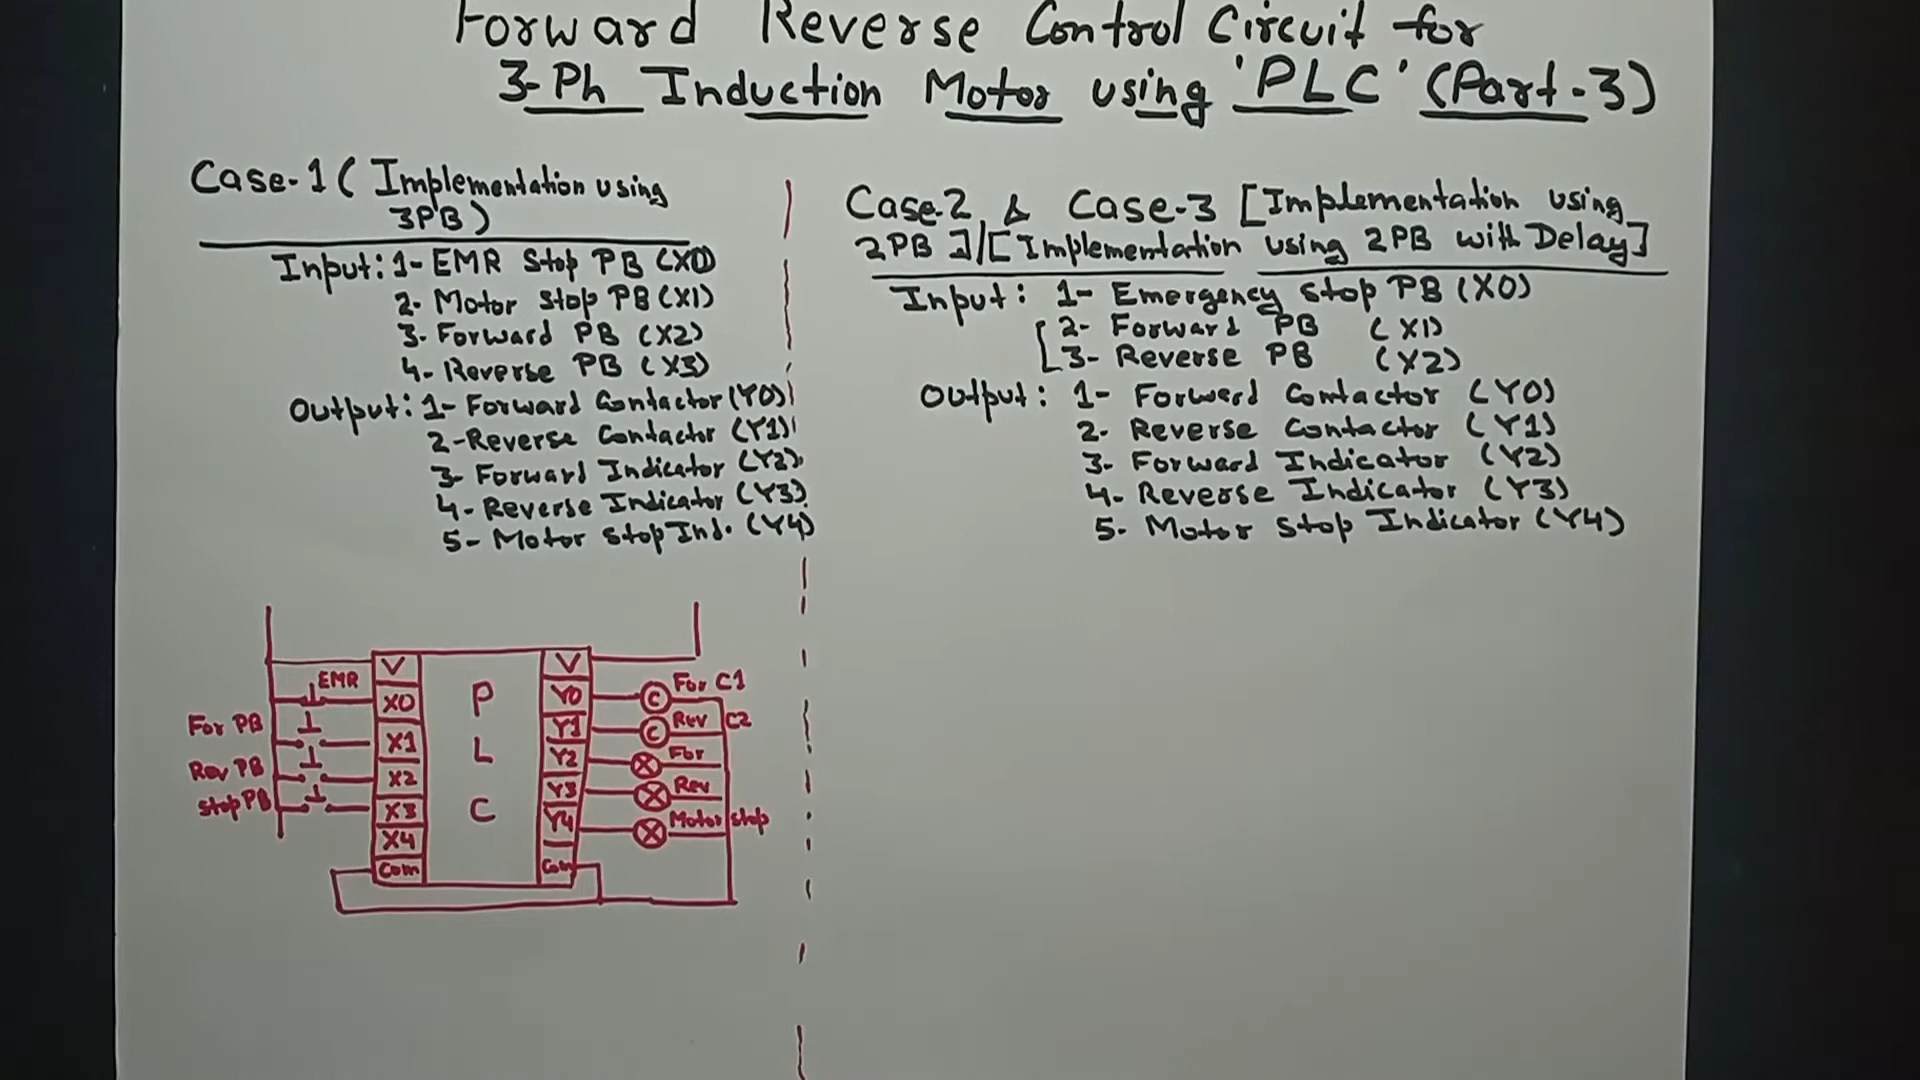 Forward Reverse Control Circuit for
3-Ph Induction Motor using 'PLC' (Part-3)
Case-1 ( Implementation using
3PB)
Input: 1- EMR Stop PB (X0)
2- Motor Stop PB (X1)
3- Forward PB (X2)
4- Reverse PB (X3)
Output: 1- Forward Contactor (Y0)
2- Reverse Contactor (Y1)
3- Forward Indicator (Y2)
4- Reverse Indicator (Y3)
5- Motor Stop Ind. (Y4)
Case-2 & Case-3 [Implementation using
2PB]/[Implementation using 2PB with Delay]
Input: 1- Emergency Stop PB (X0)
2- Forward PB (X1)
3- Reverse PB (X2)
Output: 1- Forward Contactor (Y0)
2- Reverse Contactor (Y1)
3- Forward Indicator (Y2)
4- Reverse Indicator (Y3)
5- Motor Stop Indicator (Y4)
V
V
EMR
X0
Y0
For C1
For PB
X1
Y1
Rev C2
Rev PB
X2
Y2
For
Stop PB
X3
Y3
Rev
X4
Y4
Motor Stop
Com
Com
P
L
C
C
C